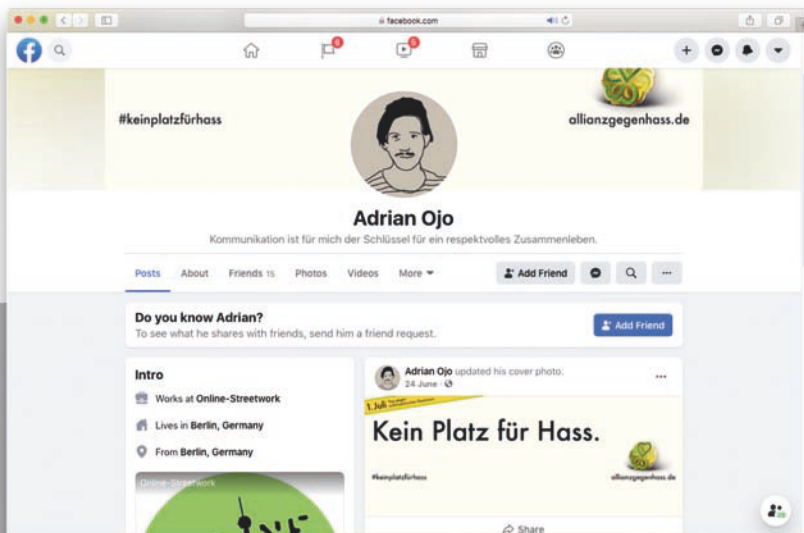 facebook.com
6
6
#keinplatzfürhass
allianzgegenhass.de
Adrian Ojo
Kommunikation ist für mich der Schlüssel für ein respektvolles Zusammenleben.
Posts About Friends 15 Photos Videos More
Add Friend
Do you know Adrian?
To see what he shares with friends, send him a friend request.
Add Friend
Intro
Works at Online-Streetwork
Lives in Berlin, Germany
From Berlin, Germany
Online-Streetwork
Adrian Ojo updated his cover photo.
24 June
1. Juli
Kein Platz für Hass.
#keinplatzfürhass
allianzgegenhass.de
Share